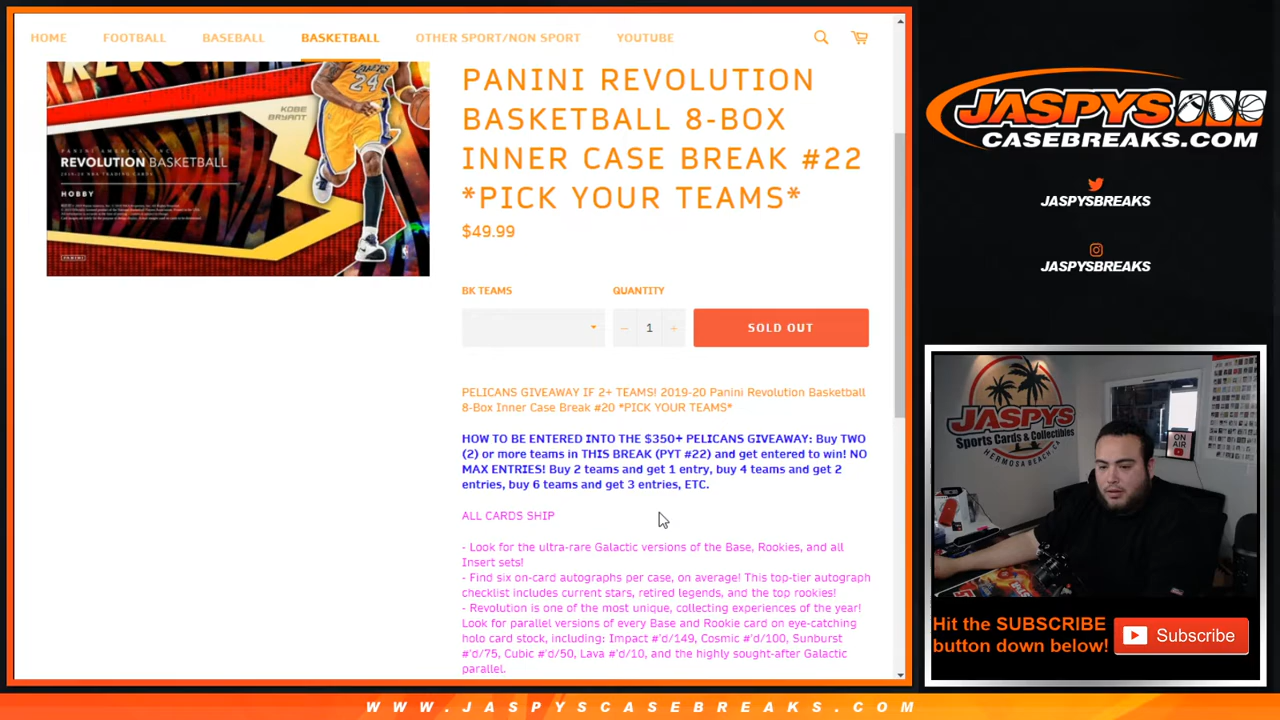 HOME
FOOTBALL
BASEBALL
BASKETBALL
OTHER SPORT/NON SPORT
YOUTUBE
KOBE
BRYANT
REVOLUTION BASKETBALL
HOBBY
24
PANINI REVOLUTION
BASKETBALL 8-BOX
INNER CASE BREAK #22
*PICK YOUR TEAMS*
$49.99
BK TEAMS
QUANTITY
− 1 +
SOLD OUT
PELICANS GIVEAWAY IF 2+ TEAMS! 2019-20 Panini Revolution Basketball
8-Box Inner Case Break #20 *PICK YOUR TEAMS*
HOW TO BE ENTERED INTO THE $350+ PELICANS GIVEAWAY: Buy TWO
(2) or more teams in THIS BREAK (PYT #22) and get entered to win! NO
MAX ENTRIES! Buy 2 teams and get 1 entry, buy 4 teams and get 2
entries, buy 6 teams and get 3 entries, ETC.
ALL CARDS SHIP
- Look for the ultra-rare Galactic versions of the Base, Rookies, and all
Insert sets!
- Find six on-card autographs per case, on average! This top-tier autograph
checklist includes current stars, retired legends, and the top rookies!
- Revolution is one of the most unique, collecting experiences of the year!
Look for parallel versions of every Base and Rookie card on eye-catching
holo card stock, including: Impact #'d/149, Cosmic #'d/100, Sunburst
#'d/75, Cubic #'d/50, Lava #'d/10, and the highly sought-after Galactic
parallel.
JASPYS
CASEBREAKS.COM
JASPYSBREAKS
JASPYSBREAKS
JASPYS
Sports Cards & Collectibles
HERMOSA BEACH CA
ON
AIR
Hit the SUBSCRIBE
button down below!
Subscribe
WWW.JASPYSCASEBREAKS.COM